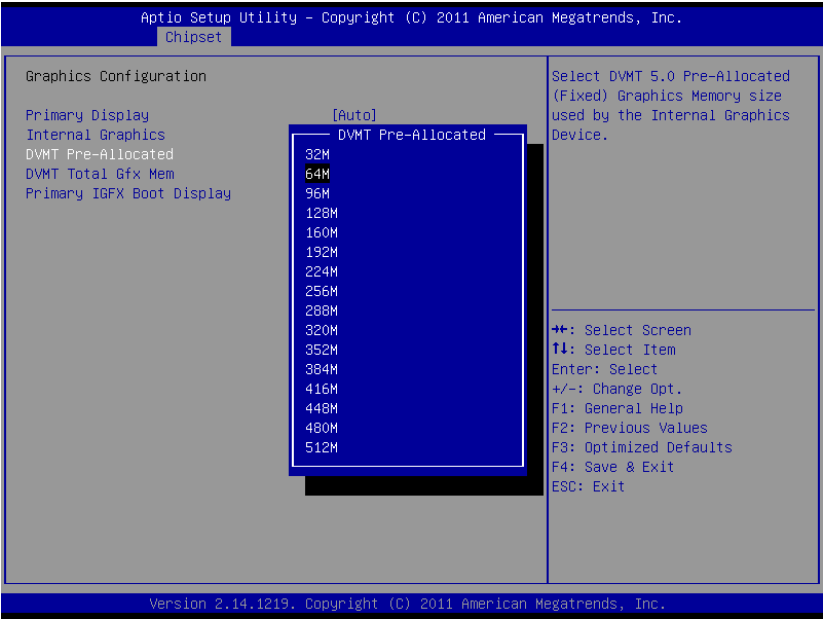 Aptio Setup Utility – Copyright (C) 2011 American Megatrends, Inc.
Chipset
Graphics Configuration
Primary Display [Auto]
Internal Graphics
DVMT Pre-Allocated
DVMT Total Gfx Mem
Primary IGFX Boot Display
DVMT Pre-Allocated
32M
64M
96M
128M
160M
192M
224M
256M
288M
320M
352M
384M
416M
448M
480M
512M
Select DVMT 5.0 Pre-Allocated
(Fixed) Graphics Memory size
used by the Internal Graphics
Device.
→←: Select Screen
↑↓: Select Item
Enter: Select
+/-: Change Opt.
F1: General Help
F2: Previous Values
F3: Optimized Defaults
F4: Save & Exit
ESC: Exit
Version 2.14.1219. Copyright (C) 2011 American Megatrends, Inc.